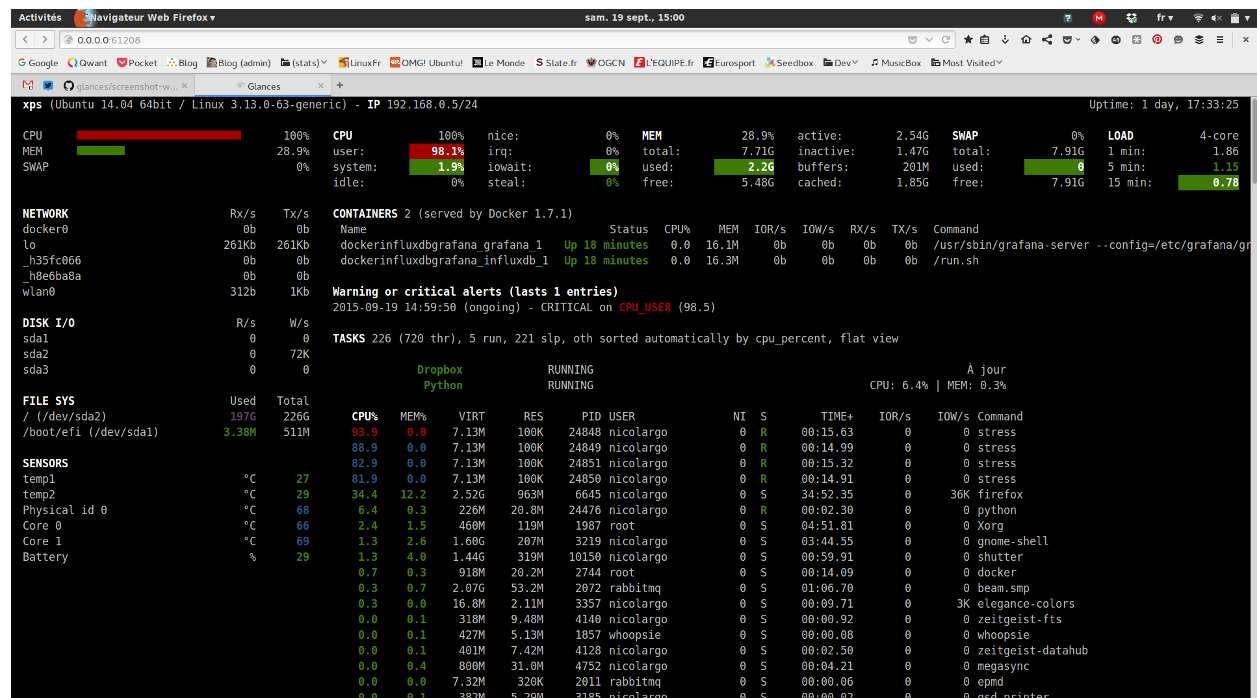 Activités Navigateur Web Firefox ▾ sam. 19 sept., 15:00 fr ▾
0.0.0.0:61208
Google Qwant Pocket Blog Blog (admin) (stats) LinuxFr OMG! Ubuntu! Le Monde Slate.fr OGCN L'EQUIPE.fr Eurosport Seedbox Dev MusicBox Most Visited
glances/screenshot-w... × Glances × +
xps (Ubuntu 14.04 64bit / Linux 3.13.0-63-generic) - IP 192.168.0.5/24 Uptime: 1 day, 17:33:25
CPU 100% CPU 100% nice: 0% MEM 28.9% active: 2.54G SWAP 0% LOAD 4-core
MEM 28.9% user: 98.1% irq: 0% total: 7.71G inactive: 1.47G total: 7.91G 1 min: 1.86
SWAP 0% system: 1.9% iowait: 0% used: 2.2G buffers: 201M used: 0 5 min: 1.15
idle: 0% steal: 0% free: 5.48G cached: 1.85G free: 7.91G 15 min: 0.78
NETWORK Rx/s Tx/s CONTAINERS 2 (served by Docker 1.7.1)
docker0 0b 0b Name Status CPU% MEM IOR/s IOW/s RX/s TX/s Command
lo 261Kb 261Kb dockerinfluxdbgrafana_grafana_1 Up 18 minutes 0.0 16.1M 0b 0b 0b 0b /usr/sbin/grafana-server --config=/etc/grafana/gr
_h35fc066 0b 0b dockerinfluxdbgrafana_influxdb_1 Up 18 minutes 0.0 16.3M 0b 0b 0b 0b /run.sh
_h8e6ba8a 0b 0b
wlan0 312b 1Kb Warning or critical alerts (lasts 1 entries)
2015-09-19 14:59:50 (ongoing) - CRITICAL on CPU_USER (98.5)
DISK I/O R/s W/s
sda1 0 0 TASKS 226 (720 thr), 5 run, 221 slp, oth sorted automatically by cpu_percent, flat view
sda2 0 72K
sda3 0 0 Dropbox RUNNING À jour
Python RUNNING CPU: 6.4% | MEM: 0.3%
FILE SYS Used Total
/ (/dev/sda2) 197G 226G CPU% MEM% VIRT RES PID USER NI S TIME+ IOR/s IOW/s Command
/boot/efi (/dev/sda1) 3.38M 511M 93.9 0.0 7.13M 100K 24848 nicolargo 0 R 00:15.63 0 0 stress
88.9 0.0 7.13M 100K 24849 nicolargo 0 R 00:14.99 0 0 stress
SENSORS 82.9 0.0 7.13M 100K 24851 nicolargo 0 R 00:15.32 0 0 stress
temp1 °C 27 81.9 0.0 7.13M 100K 24850 nicolargo 0 R 00:14.91 0 0 stress
temp2 °C 29 34.4 12.2 2.52G 963M 6645 nicolargo 0 S 34:52.35 0 36K firefox
Physical id 0 °C 68 6.4 0.3 226M 20.8M 24476 nicolargo 0 R 00:02.30 0 0 python
Core 0 °C 66 2.4 1.5 460M 119M 1987 root 0 S 04:51.81 0 0 Xorg
Core 1 °C 69 1.3 2.6 1.60G 207M 3219 nicolargo 0 S 03:44.55 0 0 gnome-shell
Battery % 29 1.3 4.0 1.44G 319M 10150 nicolargo 0 S 00:59.91 0 0 shutter
0.7 0.3 918M 20.2M 2744 root 0 S 00:14.09 0 0 docker
0.3 0.7 2.07G 53.2M 2072 rabbitmq 0 S 01:06.70 0 0 beam.smp
0.3 0.0 16.8M 2.11M 3357 nicolargo 0 S 00:09.71 0 3K elegance-colors
0.0 0.1 318M 9.48M 4140 nicolargo 0 S 00:00.92 0 0 zeitgeist-fts
0.0 0.1 427M 5.13M 1857 whoopsie 0 S 00:00.08 0 0 whoopsie
0.0 0.1 401M 7.42M 4128 nicolargo 0 S 00:02.50 0 0 zeitgeist-datahub
0.0 0.4 800M 31.0M 4752 nicolargo 0 S 00:04.21 0 0 megasync
0.0 0.0 7.32M 320K 2011 rabbitmq 0 S 00:00.06 0 0 epmd
0.0 0.1 382M 5.29M 3185 nicolargo 0 S 00:00.02 0 0 gsd-printer